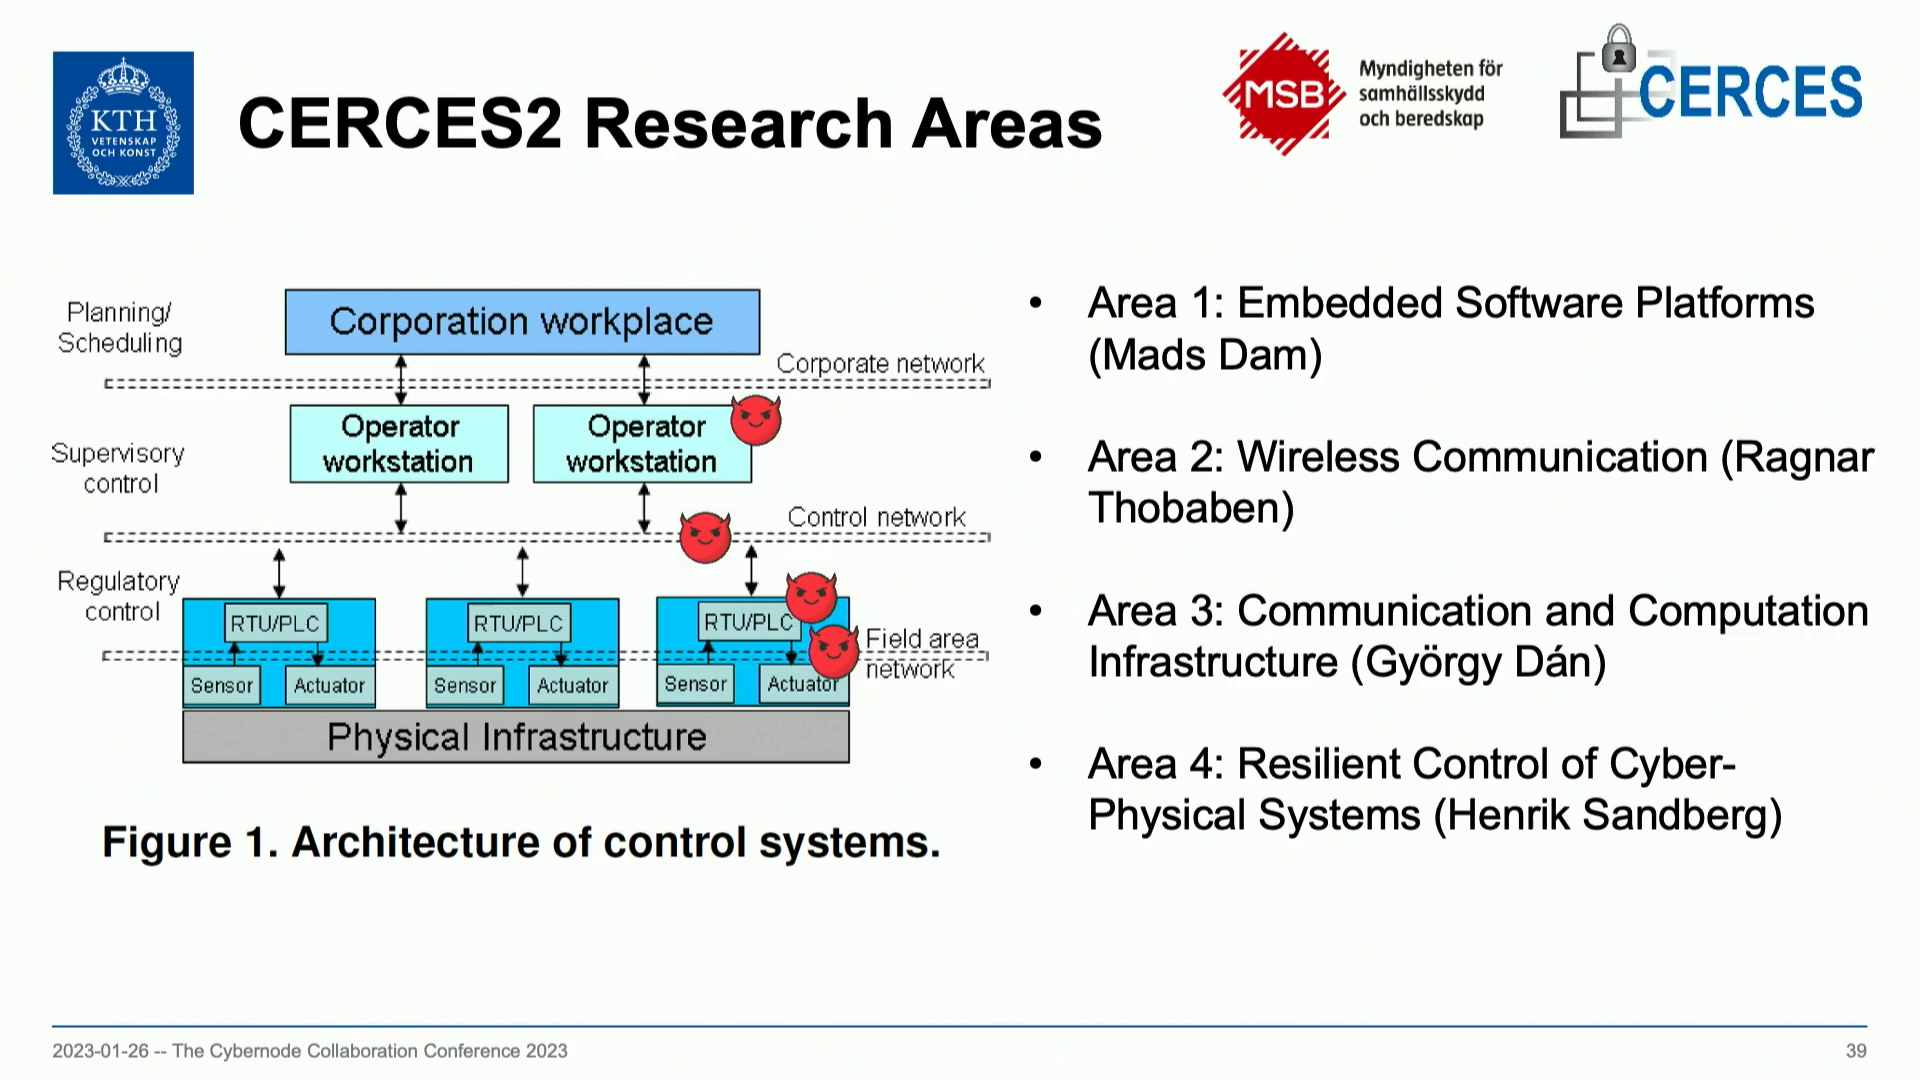 KTH
VETENSKAP
OCH KONST
CERCES2 Research Areas
MSB
Myndigheten för
samhällsskydd
och beredskap
CERCES
Planning/
Scheduling
Corporation workplace
Corporate network
Supervisory
control
Operator
workstation
Operator
workstation
Control network
Regulatory
control
RTU/PLC
RTU/PLC
RTU/PLC
Field area
network
Sensor
Actuator
Sensor
Actuator
Sensor
Actuator
Physical Infrastructure
Figure 1. Architecture of control systems.
• Area 1: Embedded Software Platforms
(Mads Dam)
• Area 2: Wireless Communication (Ragnar
Thobaben)
• Area 3: Communication and Computation
Infrastructure (György Dán)
• Area 4: Resilient Control of Cyber-
Physical Systems (Henrik Sandberg)
2023-01-26 -- The Cybernode Collaboration Conference 2023
39